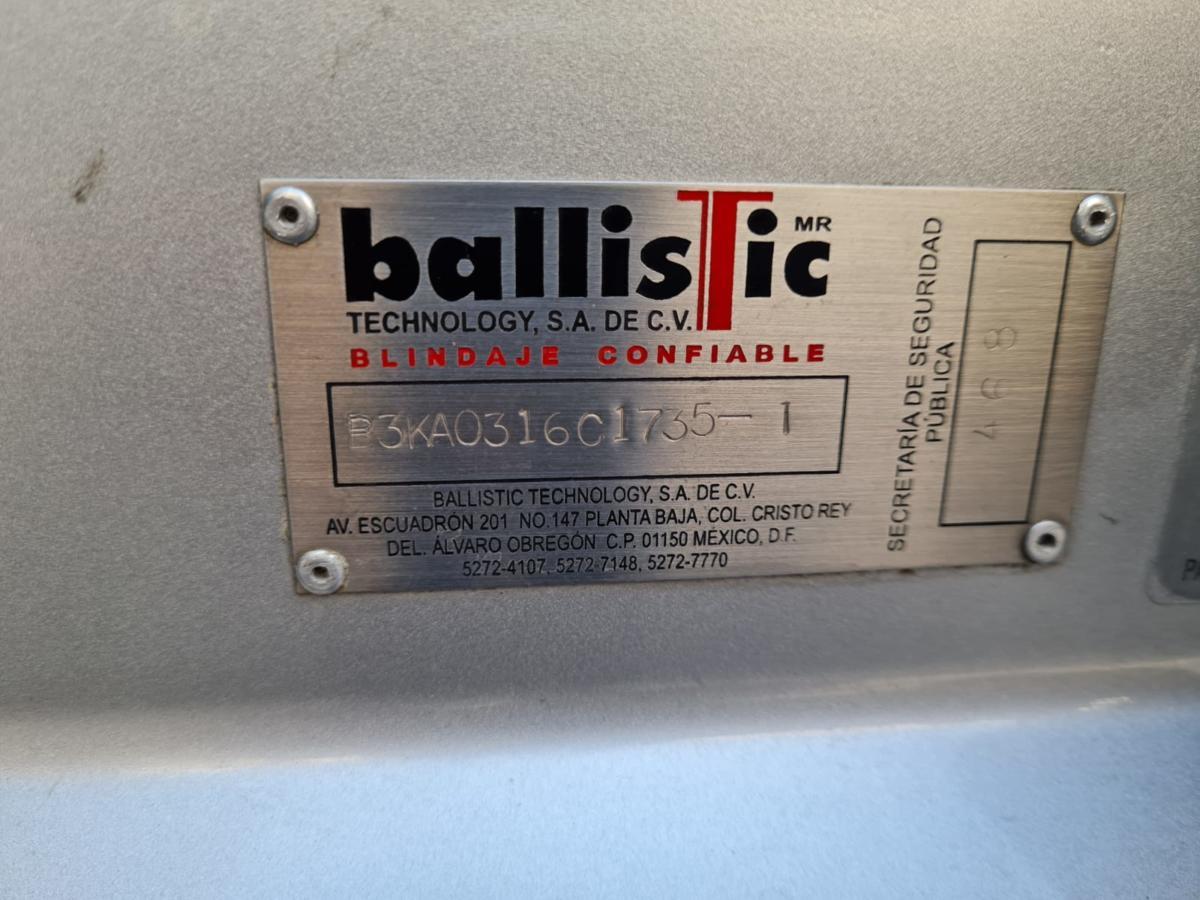 ballisTic MR
TECHNOLOGY, S.A. DE C.V.
BLINDAJE CONFIABLE
B3KA0316C1735-1
BALLISTIC TECHNOLOGY, S.A. DE C.V.
AV. ESCUADRÓN 201 NO.147 PLANTA BAJA, COL. CRISTO REY
DEL. ÁLVARO OBREGÓN C.P. 01150 MÉXICO, D.F.
5272-4107, 5272-7148, 5272-7770
SECRETARÍA DE SEGURIDAD
PÚBLICA
468